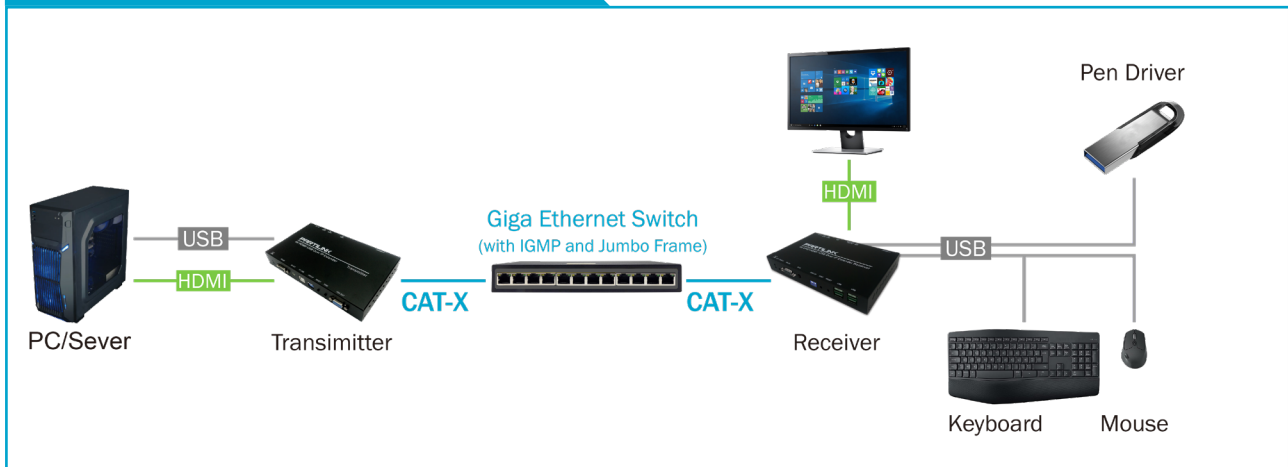 Pen Driver
HDMI
Giga Ethernet Switch
(with IGMP and Jumbo Frame)
USB
USB
HDMI
CAT-X
CAT-X
PC/Sever
Transimitter
Receiver
Keyboard
Mouse